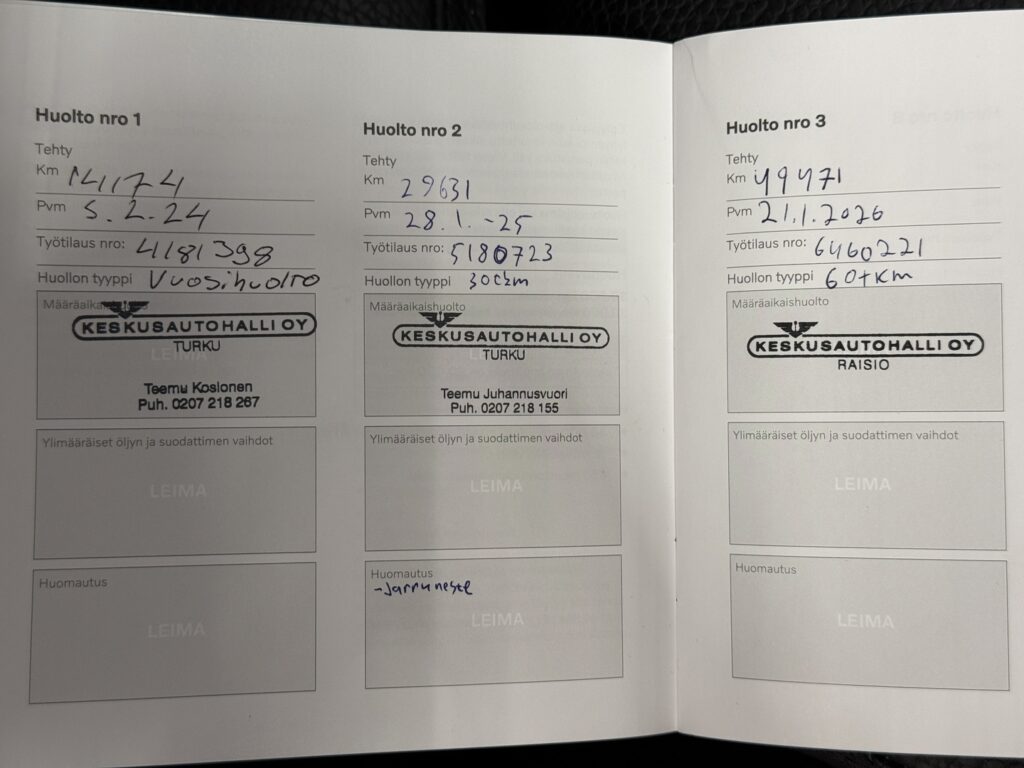 Huolto nro 1
Tehty
Km 14174
Pvm 5.2.24
Työtilaus nro: 4181398
Huollon tyyppi Vuosihuolto
Määräaikaishuolto
KESKUSAUTOHALLI OY
TURKU
LEIMA
Teemu Koslonen
Puh. 0207 218 267
Ylimääräiset öljyn ja suodattimen vaihdot
LEIMA
Huomautus
LEIMA
Huolto nro 2
Tehty
Km 29631
Pvm 28.1.-25
Työtilaus nro: 5180723
Huollon tyyppi
Määräaikaishuolto
KESKUSAUTOHALLI OY
TURKU
Teemu Juhannusvuori
Puh. 0207 218 155
Ylimääräiset öljyn ja suodattimen vaihdot
LEIMA
Huomautus
-Jarruneste
LEIMA
Huolto nro 3
Tehty
Km 49471
Pvm 21.1.2026
Työtilaus nro: 6460221
Huollon tyyppi 60tkm
Määräaikaishuolto
KESKUSAUTOHALLI OY
RAISIO
Ylimääräiset öljyn ja suodattimen vaihdot
LEIMA
Huomautus
LEIMA